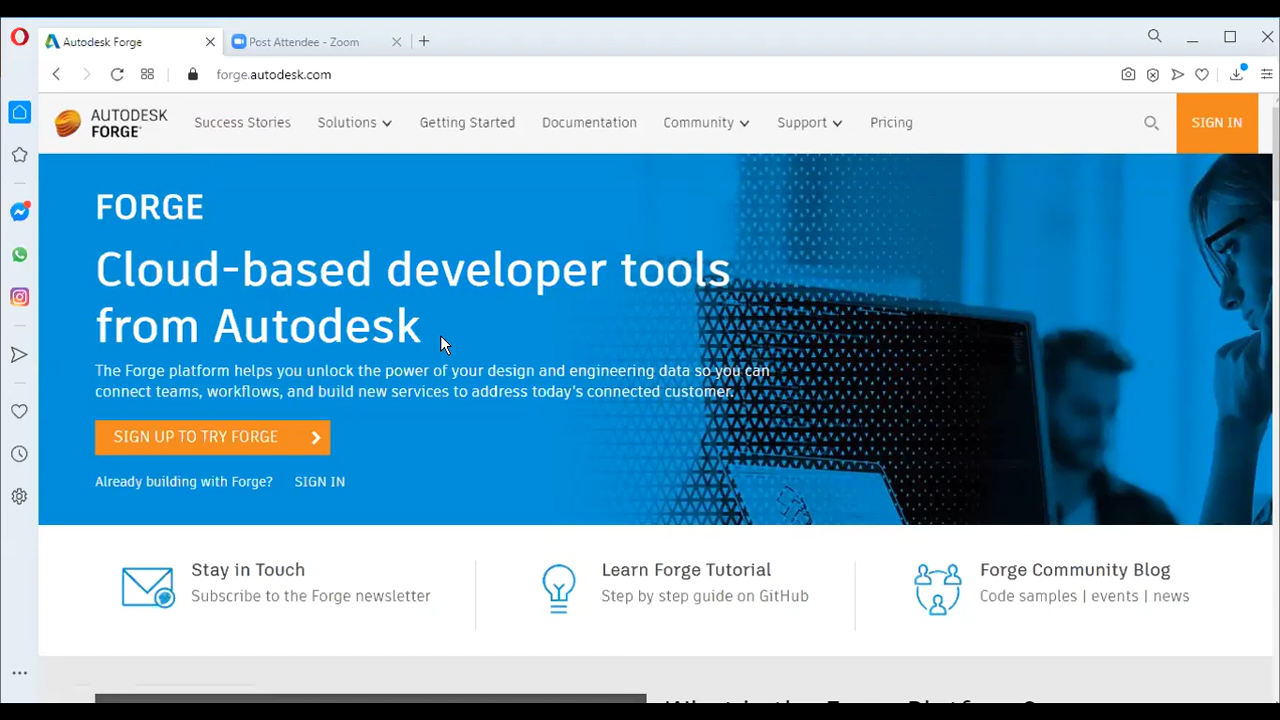 Autodesk Forge
Post Attendee - Zoom
forge.autodesk.com
AUTODESK
FORGE
Success Stories
Solutions
Getting Started
Documentation
Community
Support
Pricing
SIGN IN
FORGE
Cloud-based developer tools
from Autodesk
The Forge platform helps you unlock the power of your design and engineering data so you can
connect teams, workflows, and build new services to address today's connected customer.
SIGN UP TO TRY FORGE
Already building with Forge? SIGN IN
Stay in Touch
Subscribe to the Forge newsletter
Learn Forge Tutorial
Step by step guide on GitHub
Forge Community Blog
Code samples | events | news